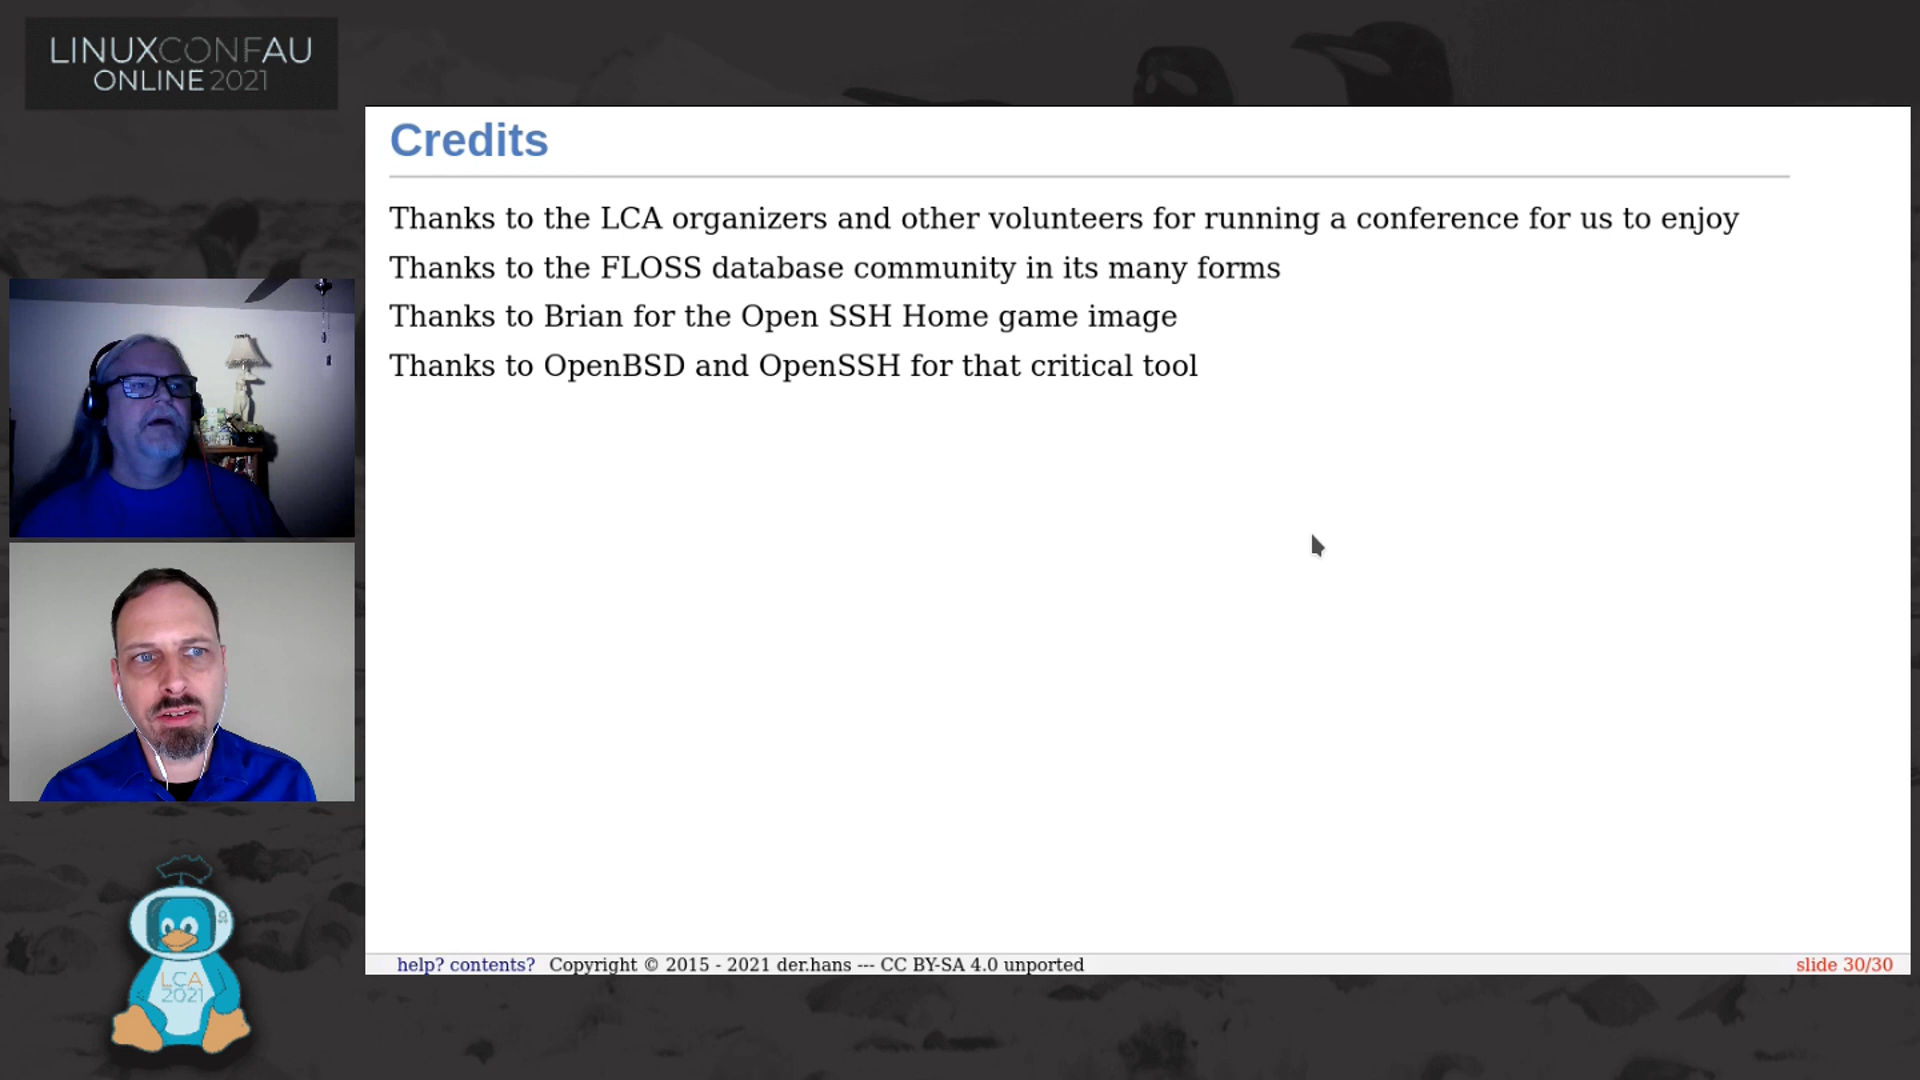 LINUXCONFAU
ONLINE 2021
Credits
Thanks to the LCA organizers and other volunteers for running a conference for us to enjoy
Thanks to the FLOSS database community in its many forms
Thanks to Brian for the Open SSH Home game image
Thanks to OpenBSD and OpenSSH for that critical tool
LCA
2021
help? contents? Copyright © 2015 - 2021 der.hans --- CC BY-SA 4.0 unported
slide 30/30